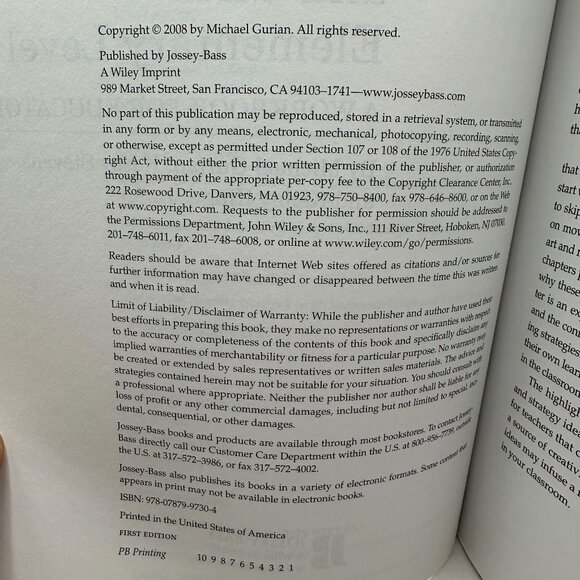 Copyright © 2008 by Michael Gurian. All rights reserved.
Published by Jossey-Bass
A Wiley Imprint
989 Market Street, San Francisco, CA 94103–1741—www.josseybass.com
No part of this publication may be reproduced, stored in a retrieval system, or transmitted
in any form or by any means, electronic, mechanical, photocopying, recording, scanning,
or otherwise, except as permitted under Section 107 or 108 of the 1976 United States Copy-
right Act, without either the prior written permission of the publisher, or authorization
through payment of the appropriate per-copy fee to the Copyright Clearance Center, Inc.,
222 Rosewood Drive, Danvers, MA 01923, 978–750–8400, fax 978–646–8600, or on the Web
at www.copyright.com. Requests to the publisher for permission should be addressed to
the Permissions Department, John Wiley & Sons, Inc., 111 River Street, Hoboken, NJ 07030,
201–748–6011, fax 201–748–6008, or online at www.wiley.com/go/permissions.
Readers should be aware that Internet Web sites offered as citations and/or sources for
further information may have changed or disappeared between the time this was written
and when it is read.
Limit of Liability/Disclaimer of Warranty: While the publisher and author have used their
best efforts in preparing this book, they make no representations or warranties with respect
to the accuracy or completeness of the contents of this book and specifically disclaim any
implied warranties of merchantability or fitness for a particular purpose. No warranty may
be created or extended by sales representatives or written sales materials. The advice and
strategies contained herein may not be suitable for your situation. You should consult with
a professional where appropriate. Neither the publisher nor author shall be liable for any
loss of profit or any other commercial damages, including but not limited to special, inci-
dental, consequential, or other damages.
Jossey-Bass books and products are available through most bookstores. To contact Jossey-
Bass directly call our Customer Care Department within the U.S. at 800–956–7739, outside
the U.S. at 317–572–3986, or fax 317–572–4002.
Jossey-Bass also publishes its books in a variety of electronic formats. Some content that
appears in print may not be available in electronic books.
ISBN: 978-07879-9730-4
Printed in the United States of America
FIRST EDITION
PB Printing 10 9 8 7 6 5 4 3 2 1
that
start
to skip
on mov
art and
chapters
why these
ter is an ex
and the con
ing strategies
their own lear
in the classroom
The highligh
and strategy idea
for teachers that
a source of creativ
ideas may infuse a
in your classroom.